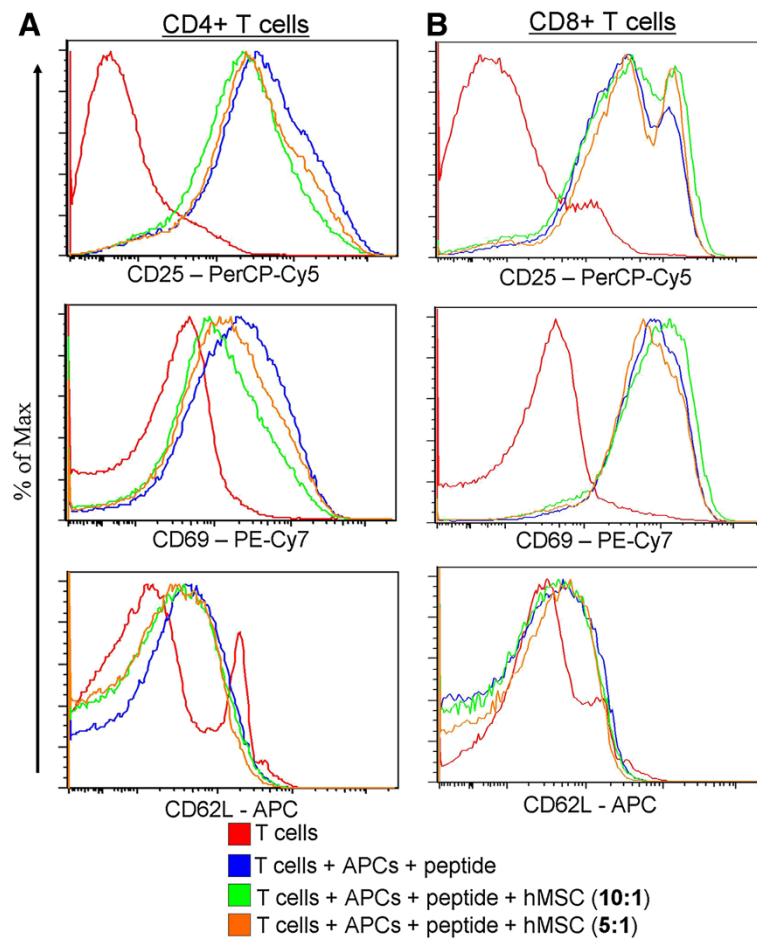 A
CD4+ T cells
B
CD8+ T cells
% of Max
CD25 – PerCP-Cy5
CD25 – PerCP-Cy5
CD69 – PE-Cy7
CD69 – PE-Cy7
CD62L - APC
CD62L - APC
T cells
T cells + APCs + peptide
T cells + APCs + peptide + hMSC (10:1)
T cells + APCs + peptide + hMSC (5:1)